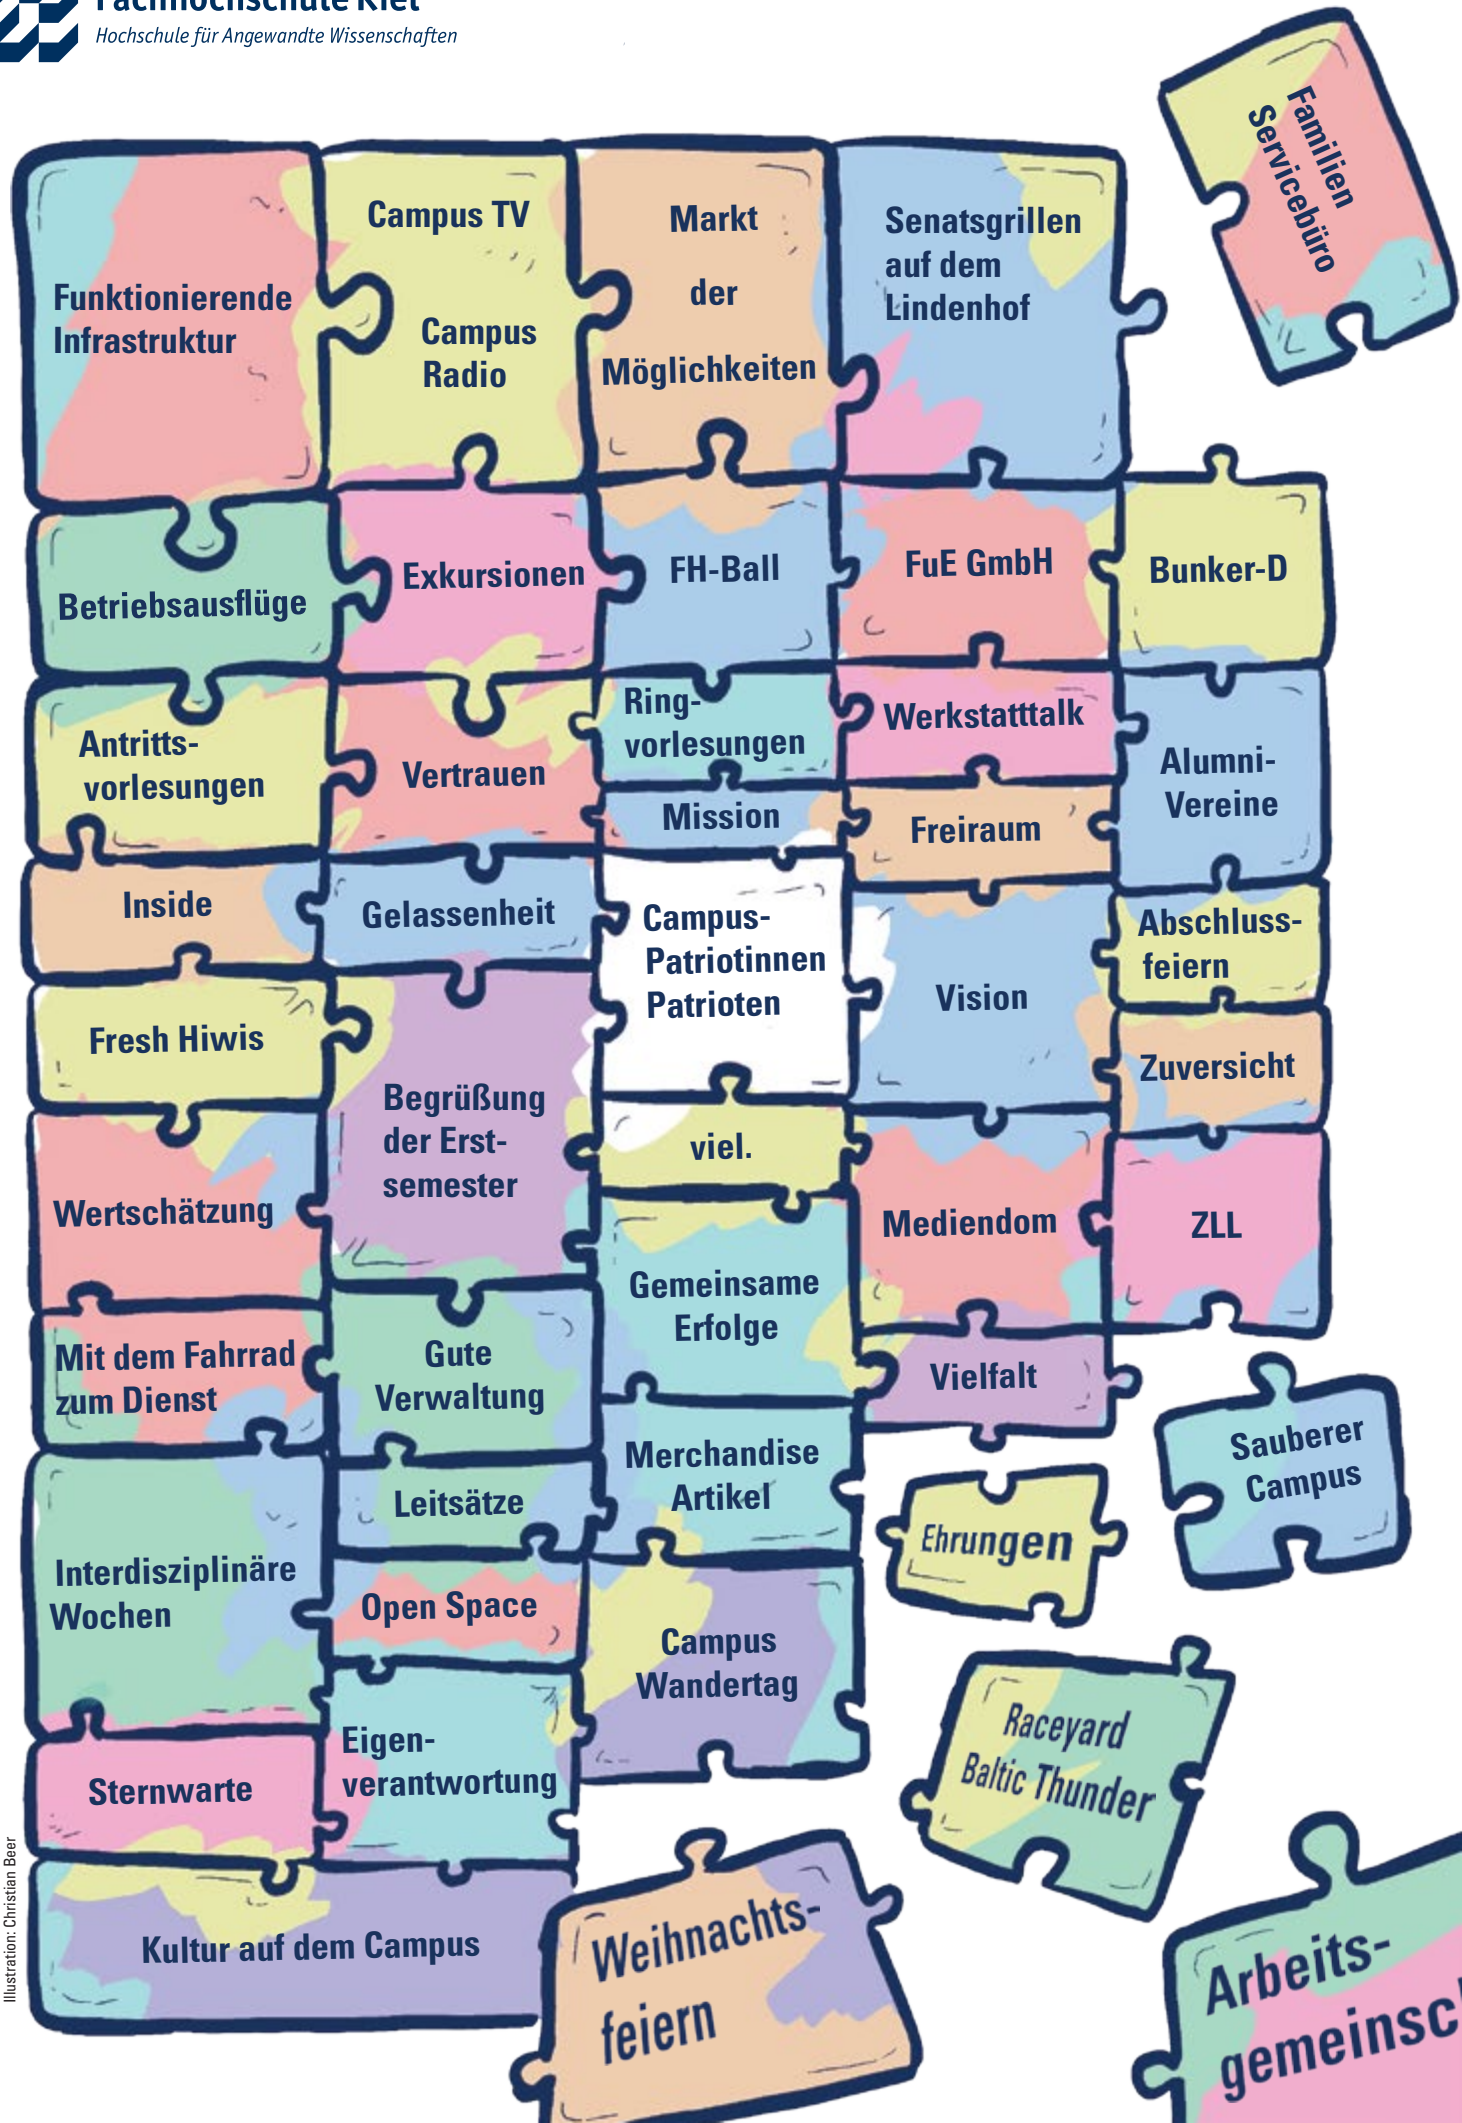 Fachhochschule Kiel
Hochschule für Angewandte Wissenschaften
Familien
Servicebüro
Funktionierende
Infrastruktur
Campus TV
Campus
Radio
Markt
der
Möglichkeiten
Senatsgrillen
auf dem
Lindenhof
Betriebsausflüge
Exkursionen
FH-Ball
FuE GmbH
Bunker-D
Antritts-
vorlesungen
Vertrauen
Ring-
vorlesungen
Werkstatttalk
Alumni-
Vereine
Mission
Freiraum
Inside
Gelassenheit
Campus-
Patriotinnen
Patrioten
Vision
Abschluss-
feiern
Fresh Hiwis
Zuversicht
Begrüßung
der Erst-
semester
viel.
Wertschätzung
Mediendom
ZLL
Gemeinsame
Erfolge
Mit dem Fahrrad
zum Dienst
Gute
Verwaltung
Vielfalt
Sauberer
Campus
Merchandise
Artikel
Leitsätze
Ehrungen
Interdisziplinäre
Wochen
Open Space
Campus
Wandertag
Raceyard
Baltic Thunder
Eigen-
verantwortung
Sternwarte
Kultur auf dem Campus
Weihnachts-
feiern
Arbeits-
gemeinsc
Illustration: Christian Beer